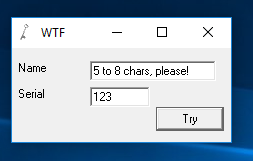 WTF
Name 5 to 8 chars, please!
Serial 123
Try